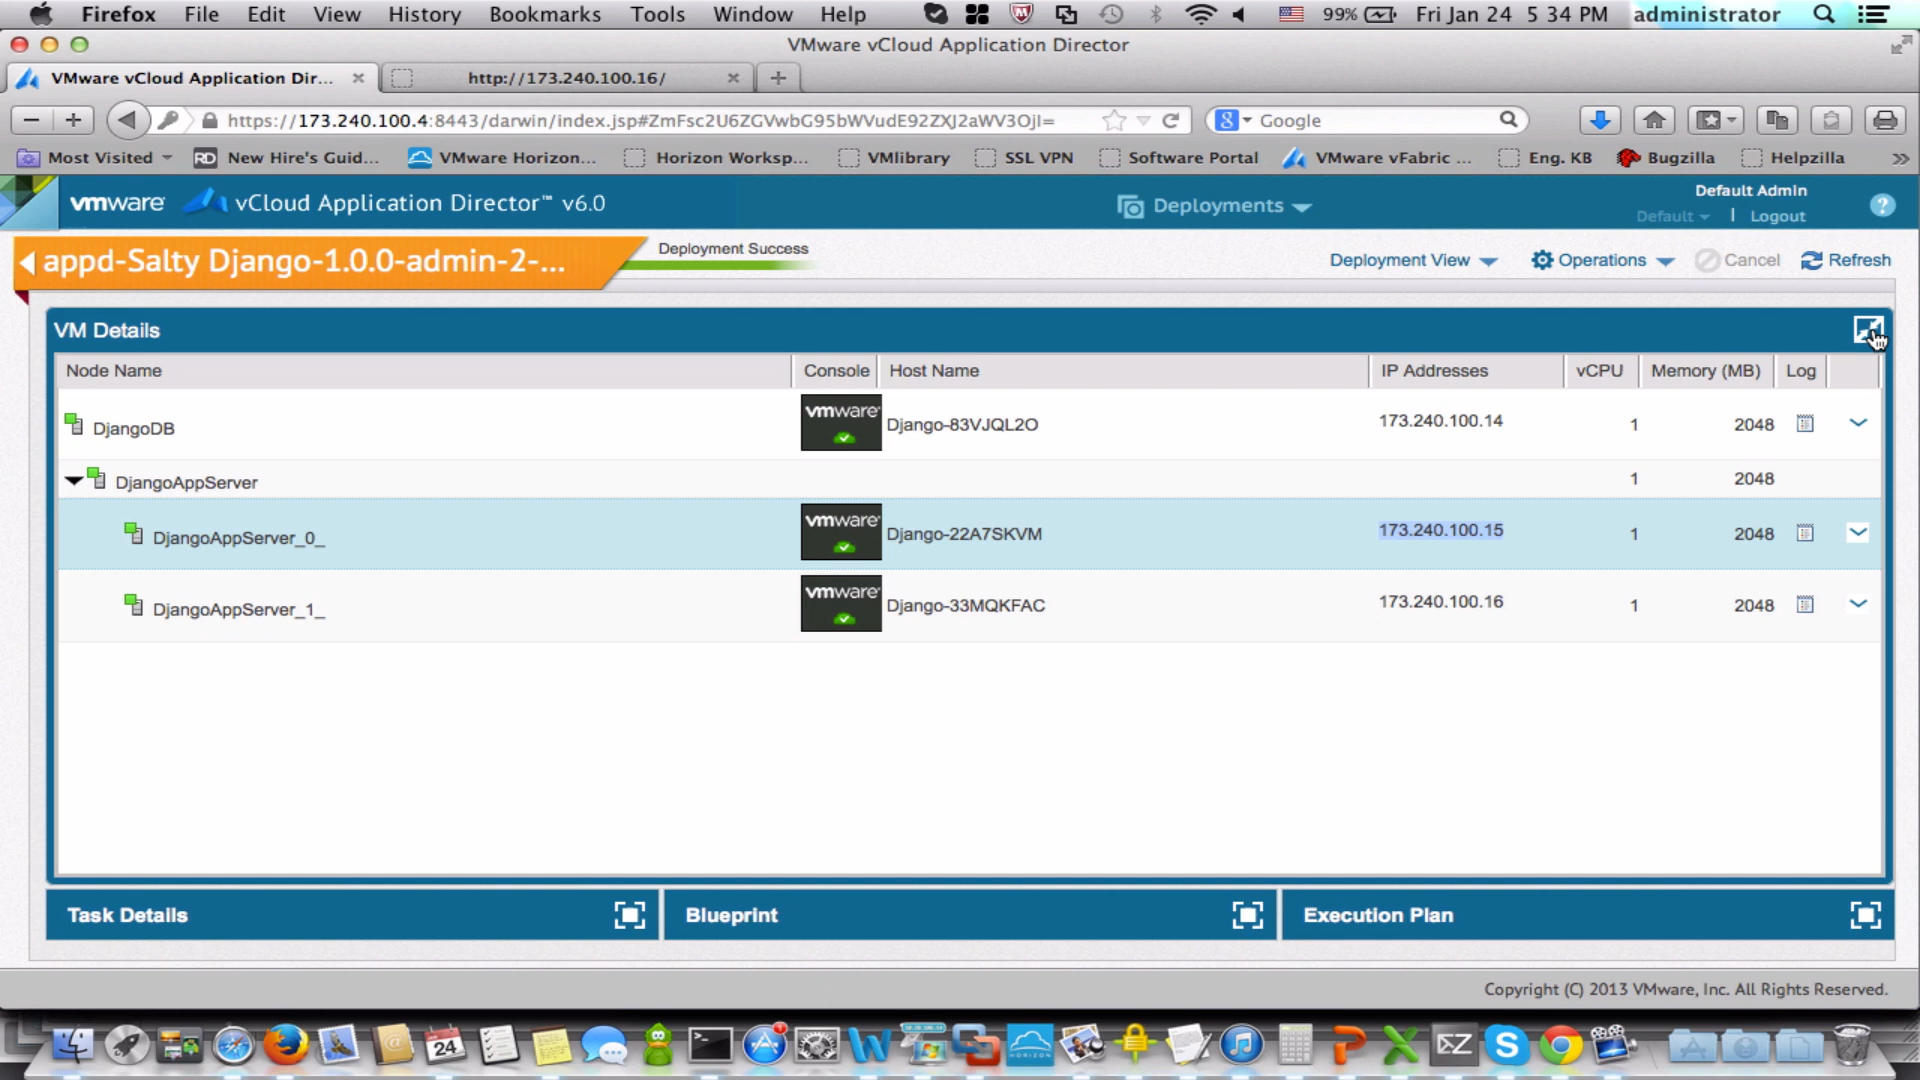 Firefox File Edit View History Bookmarks Tools Window Help 99% Fri Jan 24 5 34 PM administrator
VMware vCloud Application Director
VMware vCloud Application Dir... http://173.240.100.16/
https://173.240.100.4:8443/darwin/index.jsp#ZmFsc2U6ZGVwbG95bWVudE92ZXJ2aWV3OjI= Google
Most Visited New Hire's Guid... VMware Horizon... Horizon Worksp... VMlibrary SSL VPN Software Portal VMware vFabric ... Eng. KB Bugzilla Helpzilla
vmware vCloud Application Director™ v6.0 Deployments Default Admin
Default | Logout
appd-Salty Django-1.0.0-admin-2-... Deployment Success Deployment View Operations Cancel Refresh
VM Details
Node Name Console Host Name IP Addresses vCPU Memory (MB) Log
DjangoDB vmware Django-83VJQL2O 173.240.100.14 1 2048
DjangoAppServer 1 2048
DjangoAppServer_0_ vmware Django-22A7SKVM 173.240.100.15 1 2048
DjangoAppServer_1_ vmware Django-33MQKFAC 173.240.100.16 1 2048
Task Details Blueprint Execution Plan
Copyright (C) 2013 VMware, Inc. All Rights Reserved.
24 HORIZON